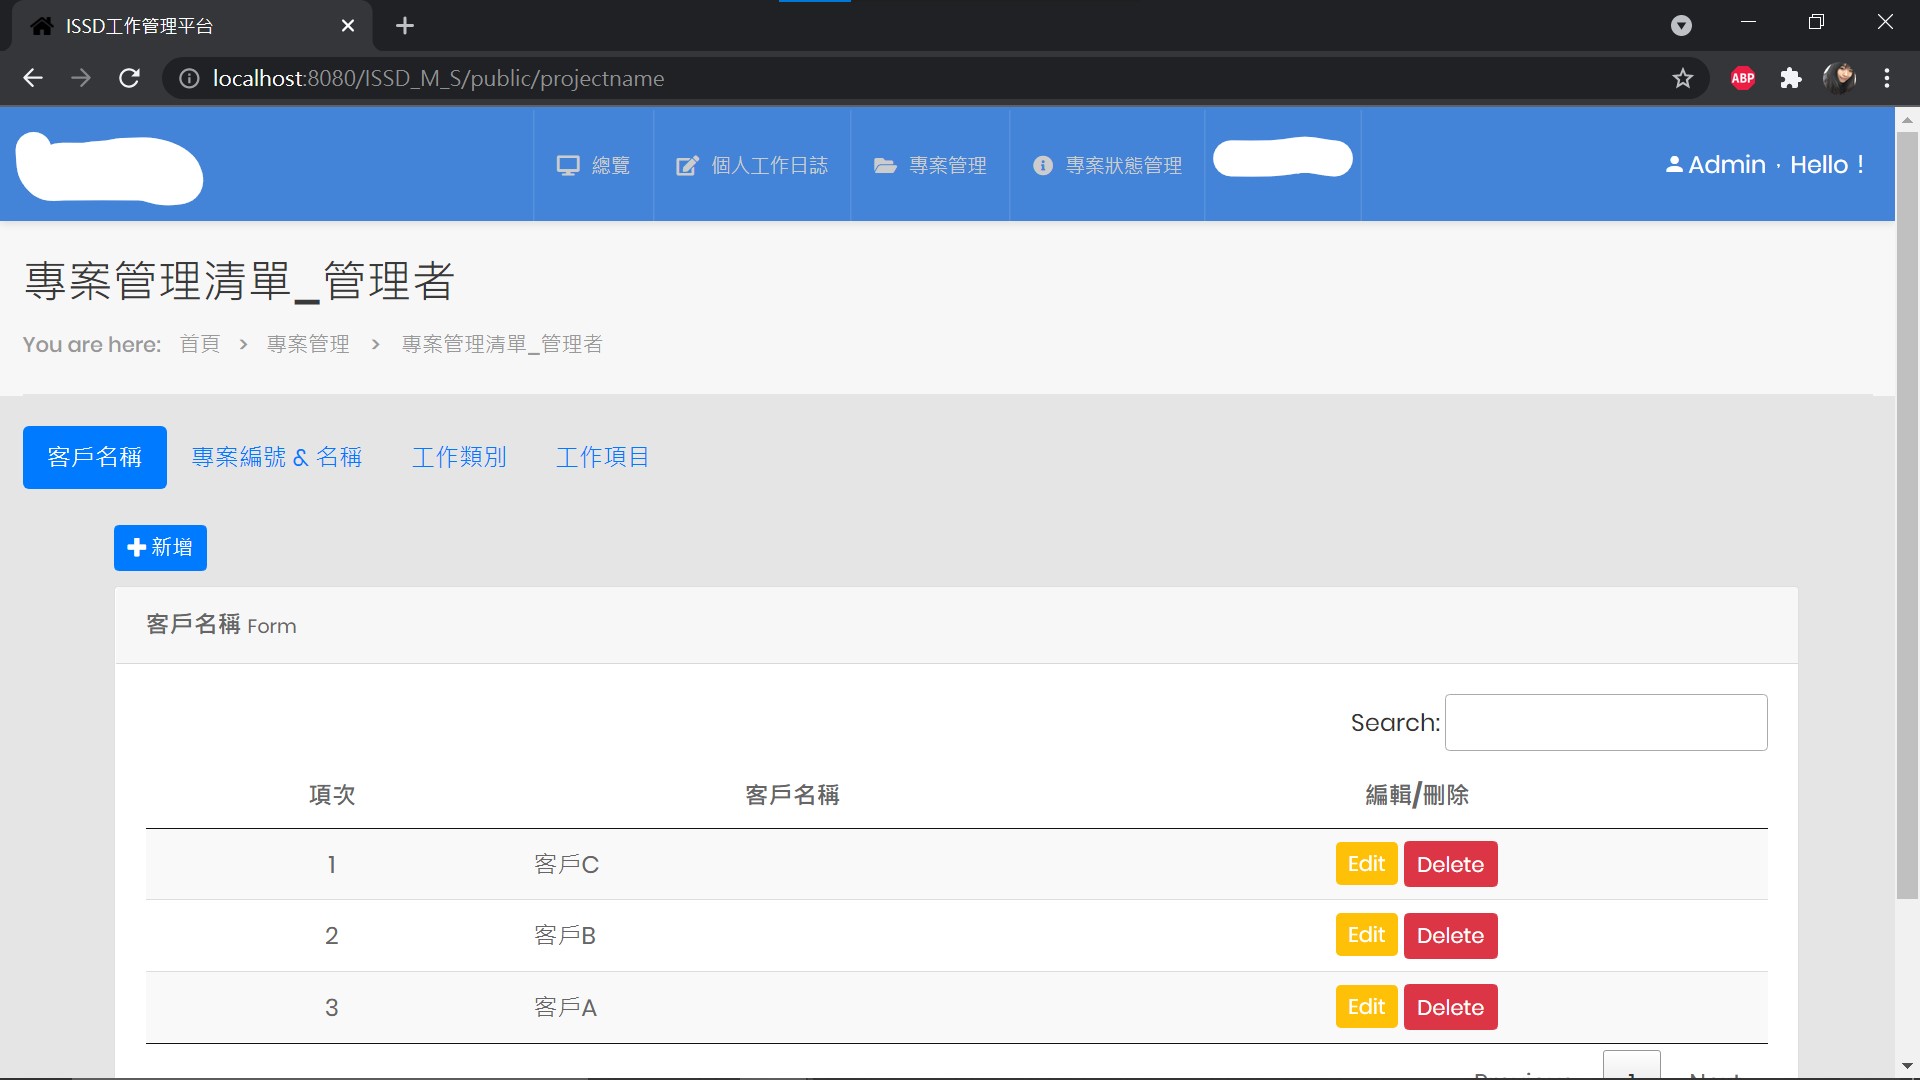 ISSD工作管理平台
localhost:8080/ISSD_M_S/public/projectname
ABP
總覽 個人工作日誌 專案管理 專案狀態管理 Admin，Hello！
專案管理清單_管理者
You are here: 首頁 > 專案管理 > 專案管理清單_管理者
客戶名稱 專案編號 & 名稱 工作類別 工作項目
新增
客戶名稱 Form
Search:
項次 客戶名稱 編輯/刪除
1 客戶C Edit Delete
2 客戶B Edit Delete
3 客戶A Edit Delete
Previous 1 Next